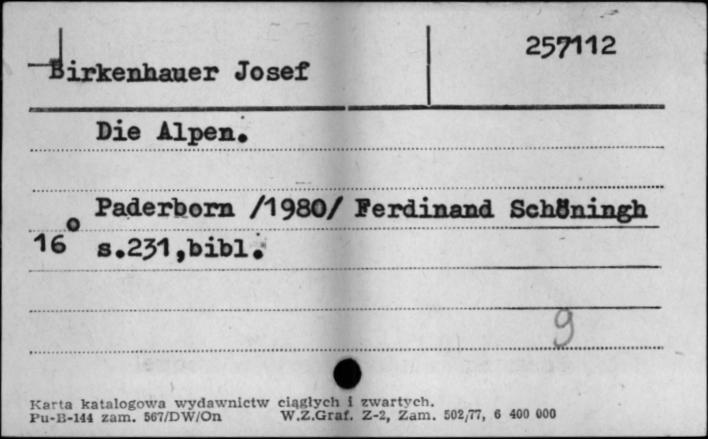 Birkenhauer Josef 257112
Die Alpen.
Paderborn /1980/ Ferdinand Schöningh
16° s.231,bibl.
9
Karta katalogowa wydawnictw ciągłych i zwartych.
Pu-B-144 zam. 567/DW/On W.Z.Graf. Z-2, Zam. 502/77, 6 400 000